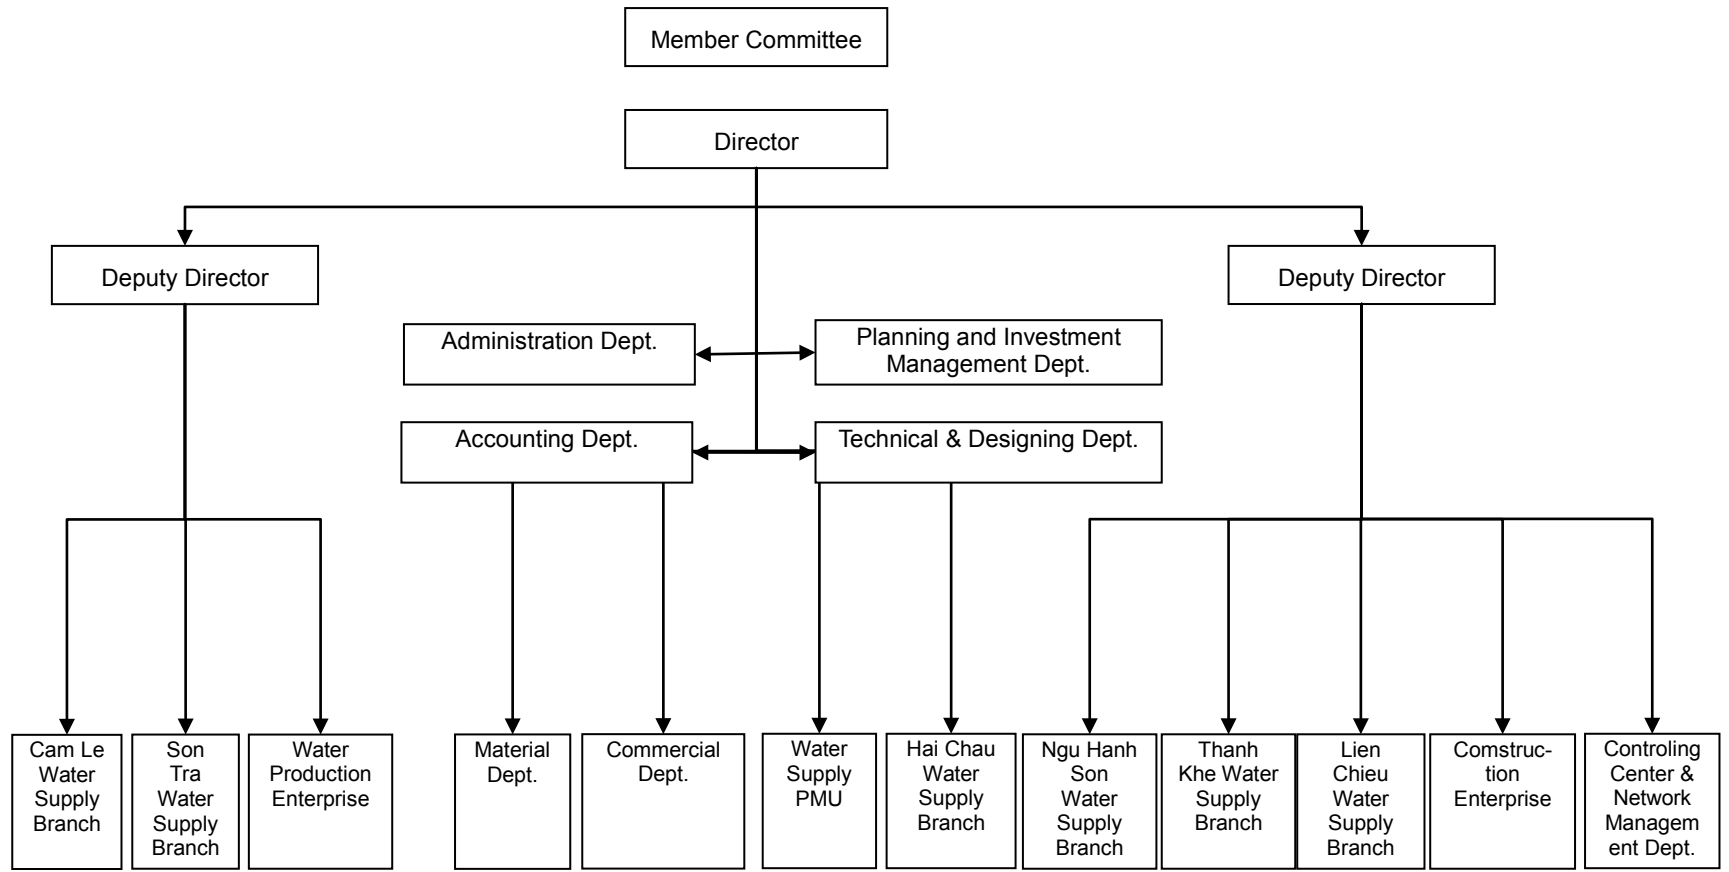 Member Committee
Director
Deputy Director
Deputy Director
Administration Dept.
Planning and Investment
Management Dept.
Accounting Dept.
Technical & Designing Dept.
Cam Le
Water
Supply
Branch
Son
Tra
Water
Supply
Branch
Water
Production
Enterprise
Material
Dept.
Commercial
Dept.
Water
Supply
PMU
Hai Chau
Water
Supply
Branch
Ngu Hanh
Son
Water
Supply
Branch
Thanh
Khe Water
Supply
Branch
Lien
Chieu
Water
Supply
Branch
Comstruc-
tion
Enterprise
Controling
Center &
Network
Managem
ent Dept.